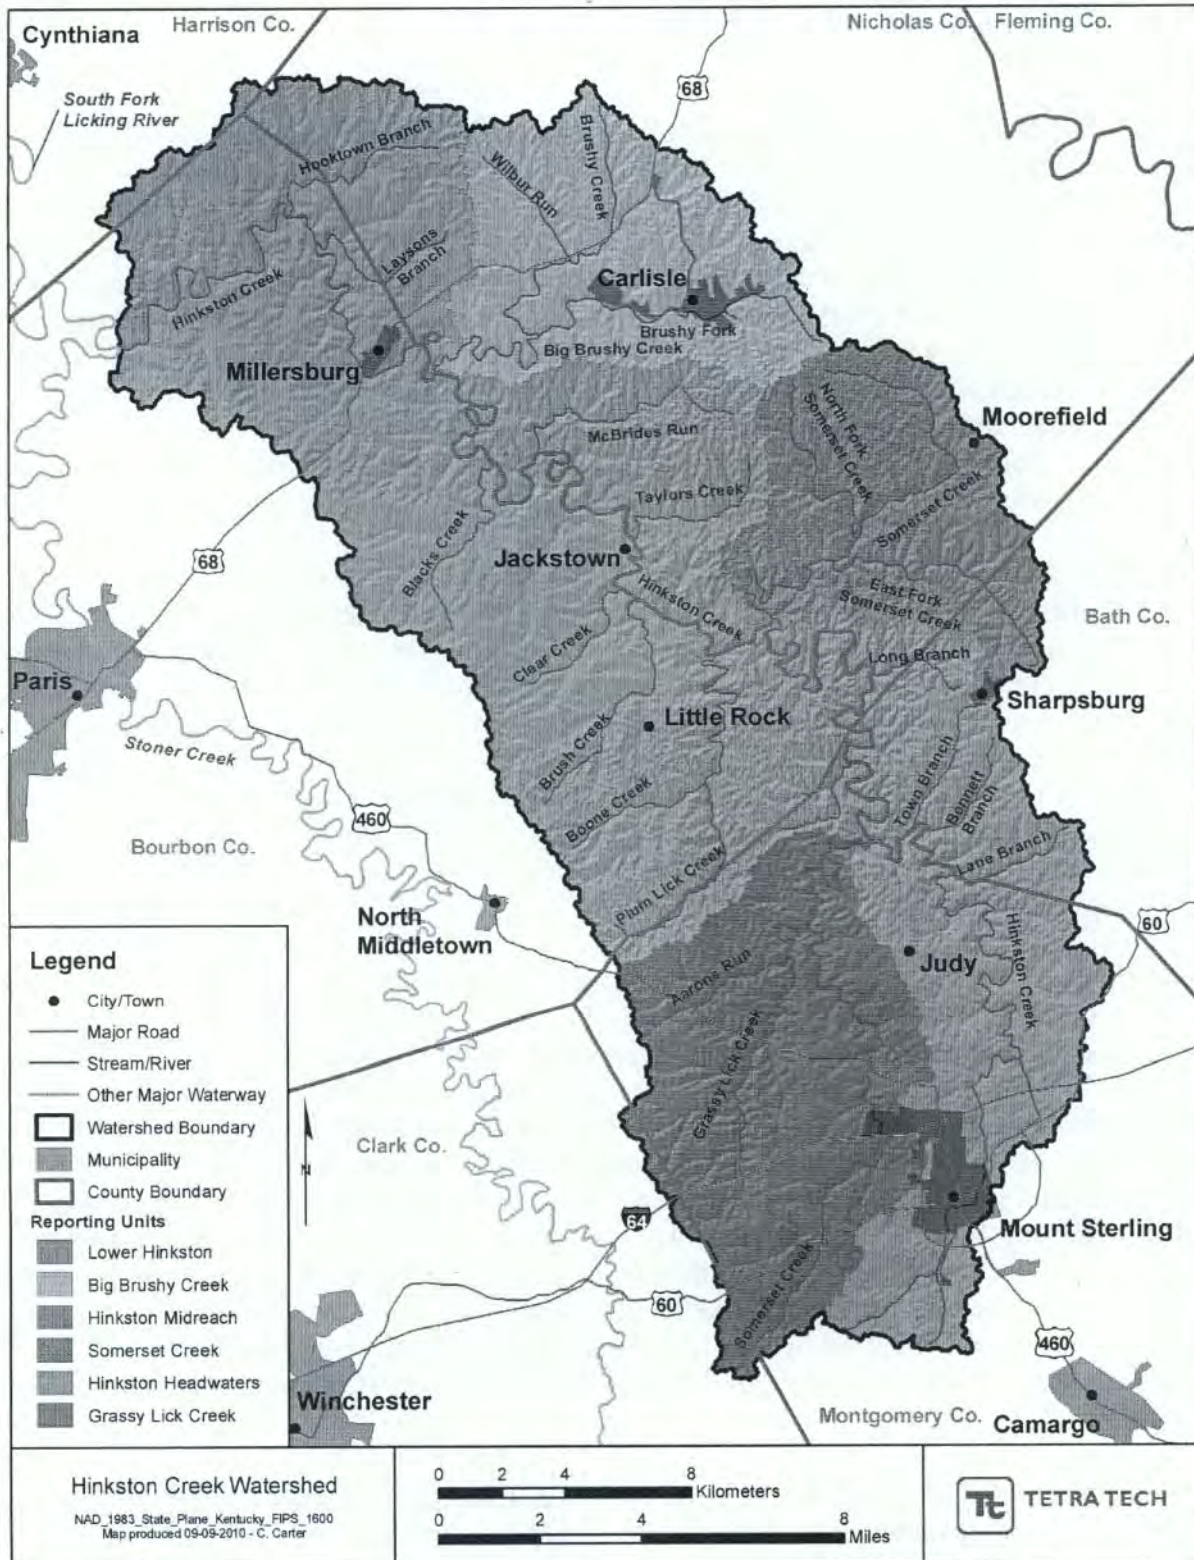 Harrison Co.
Nicholas Co.
Fleming Co.
Cynthiana
68
South Fork
Licking River
Hooktown Branch
Wilbur Run
Brushy Creek
Laysons
Branch
Hinkston Creek
Carlisle
Brushy Fork
Big Brushy Creek
Millersburg
North Fork
Somerset Creek
Moorefield
McBrides Run
Taylors Creek
Somerset Creek
Blacks Creek
68
Jackstown
Hinkston Creek
East Fork
Somerset Creek
Bath Co.
Clear Creek
Long Branch
Paris
Sharpsburg
Little Rock
Stoner Creek
Brush Creek
Town Branch
Bennett
Branch
Boone Creek
460
Bourbon Co.
Lane Branch
Plum Lick Creek
North
Middletown
60
Hinkston Creek
Judy
Aarons Run
Grassy Lick Creek
Clark Co.
64
Mount Sterling
Somerset Creek
60
460
Winchester
Montgomery Co.
Camargo
Legend
City/Town
Major Road
Stream/River
Other Major Waterway
Watershed Boundary
Municipality
County Boundary
Reporting Units
Lower Hinkston
Big Brushy Creek
Hinkston Midreach
Somerset Creek
Hinkston Headwaters
Grassy Lick Creek
N
Hinkston Creek Watershed
NAD_1983_State_Plane_Kentucky_FIPS_1600
Map produced 09-09-2010 - C. Carter
0 2 4 8
Kilometers
0 2 4 8
Miles
Tt
TETRA TECH